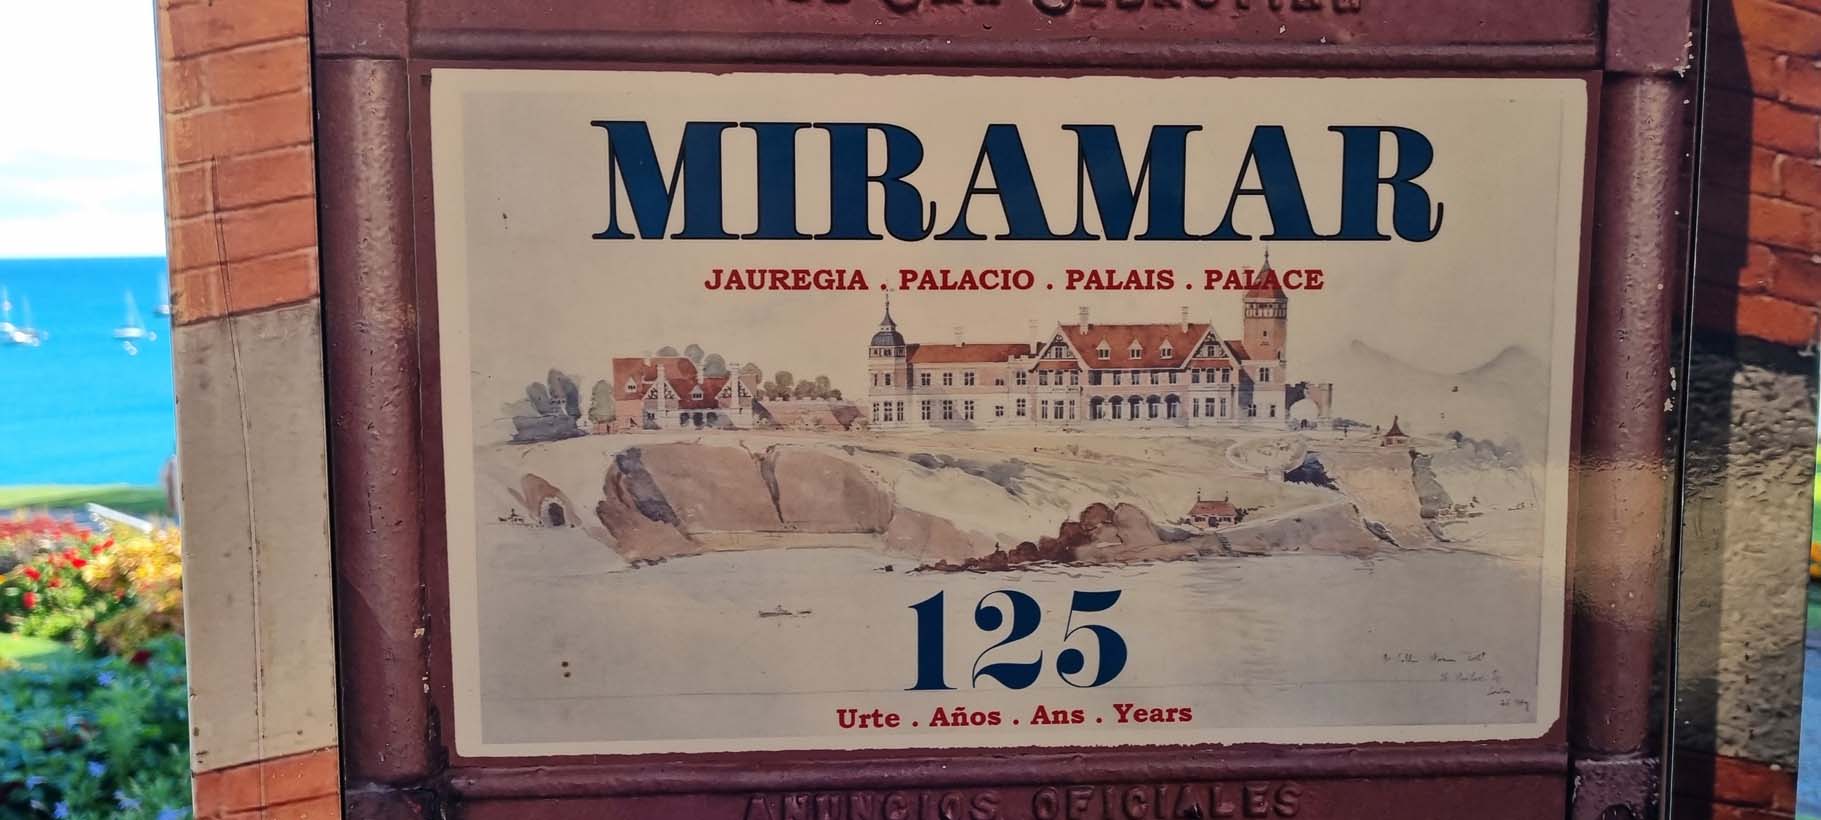 MIRAMAR
JAUREGIA . PALACIO . PALAIS . PALACE
125
Urte . Años . Ans . Years
ANUNCIOS OFICIALES